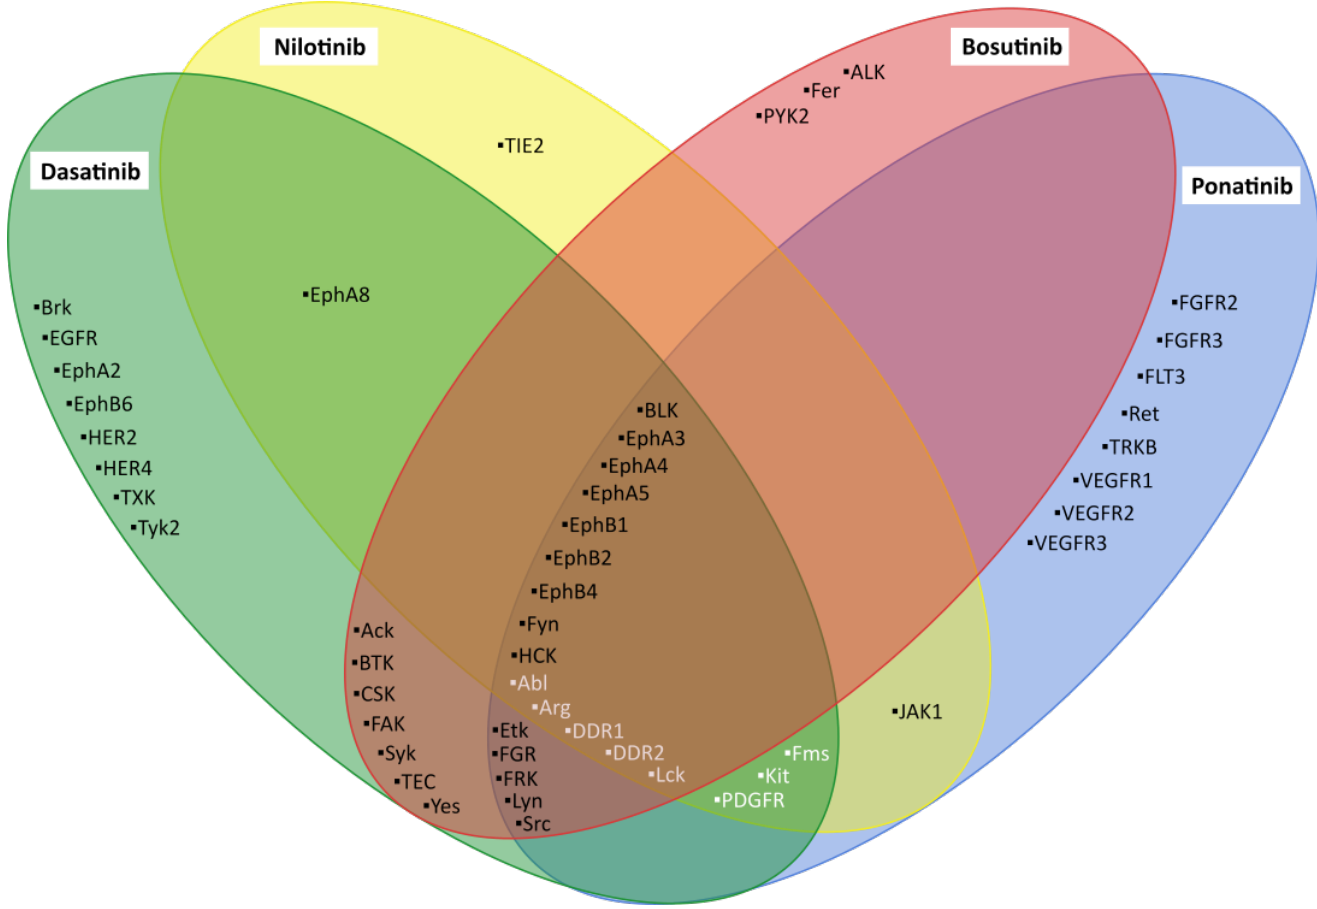 Nilotinib
Bosutinib
Dasatinib
Ponatinib
▪ALK
▪Fer
▪PYK2
▪TIE2
▪EphA8
▪Brk
▪EGFR
▪EphA2
▪EphB6
▪HER2
▪HER4
▪TXK
▪Tyk2
▪FGFR2
▪FGFR3
▪FLT3
▪Ret
▪TRKB
▪VEGFR1
▪VEGFR2
▪VEGFR3
▪BLK
▪EphA3
▪EphA4
▪EphA5
▪EphB1
▪EphB2
▪EphB4
▪Fyn
▪HCK
▪Abl
▪Arg
▪DDR1
▪DDR2
▪Lck
▪Ack
▪BTK
▪CSK
▪FAK
▪Syk
▪TEC
▪Yes
▪Etk
▪FGR
▪FRK
▪Lyn
▪Src
▪Fms
▪Kit
▪PDGFR
▪JAK1